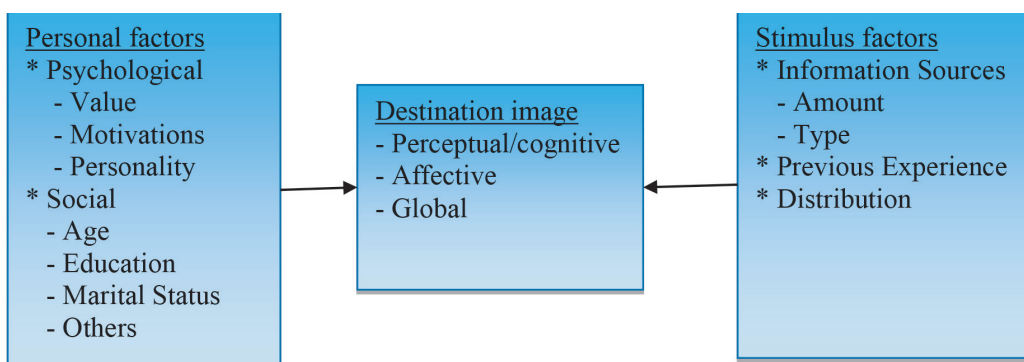 Personal factors
* Psychological
- Value
- Motivations
- Personality
* Social
- Age
- Education
- Marital Status
- Others
Destination image
- Perceptual/cognitive
- Affective
- Global
Stimulus factors
* Information Sources
- Amount
- Type
* Previous Experience
* Distribution